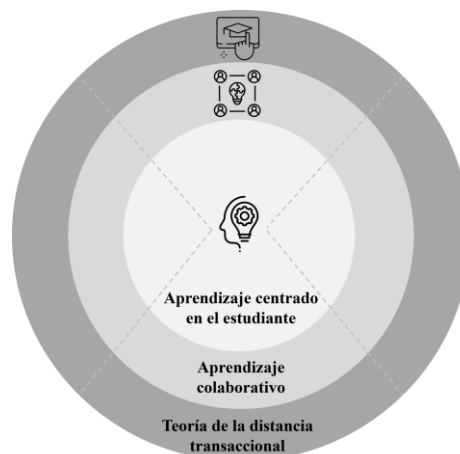 Aprendizaje centrado
en el estudiante
Aprendizaje
colaborativo
Teoría de la distancia
transaccional